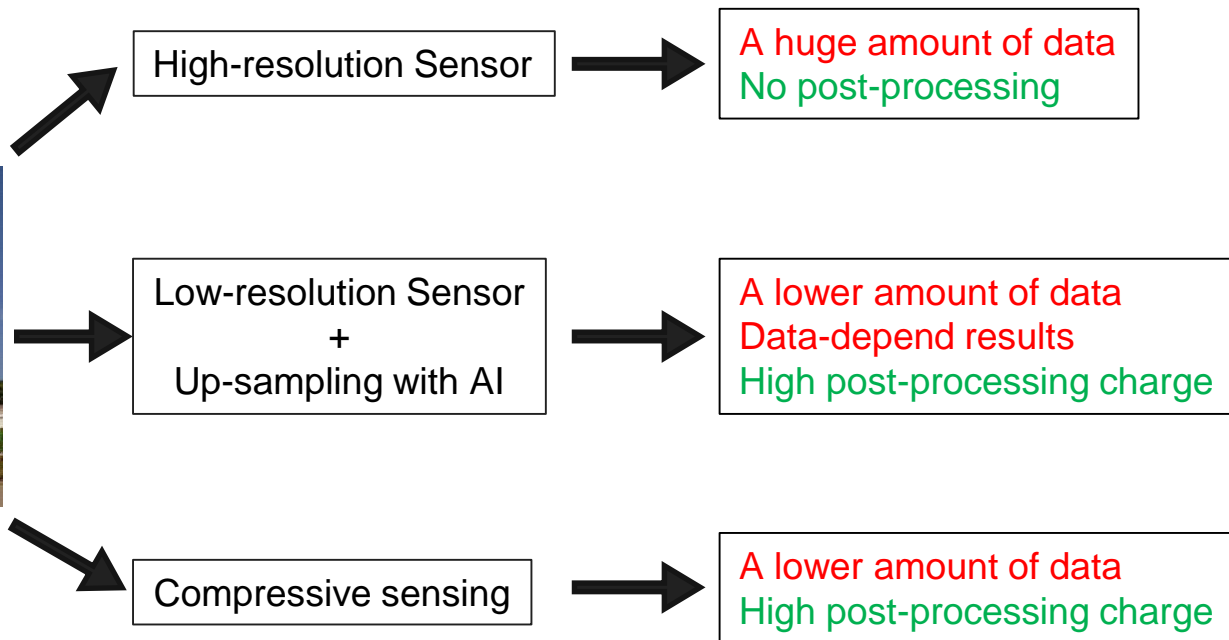 High-resolution Sensor
A huge amount of data
No post-processing
Low-resolution Sensor
+
Up-sampling with AI
A lower amount of data
Data-depend results
High post-processing charge
Compressive sensing
A lower amount of data
High post-processing charge